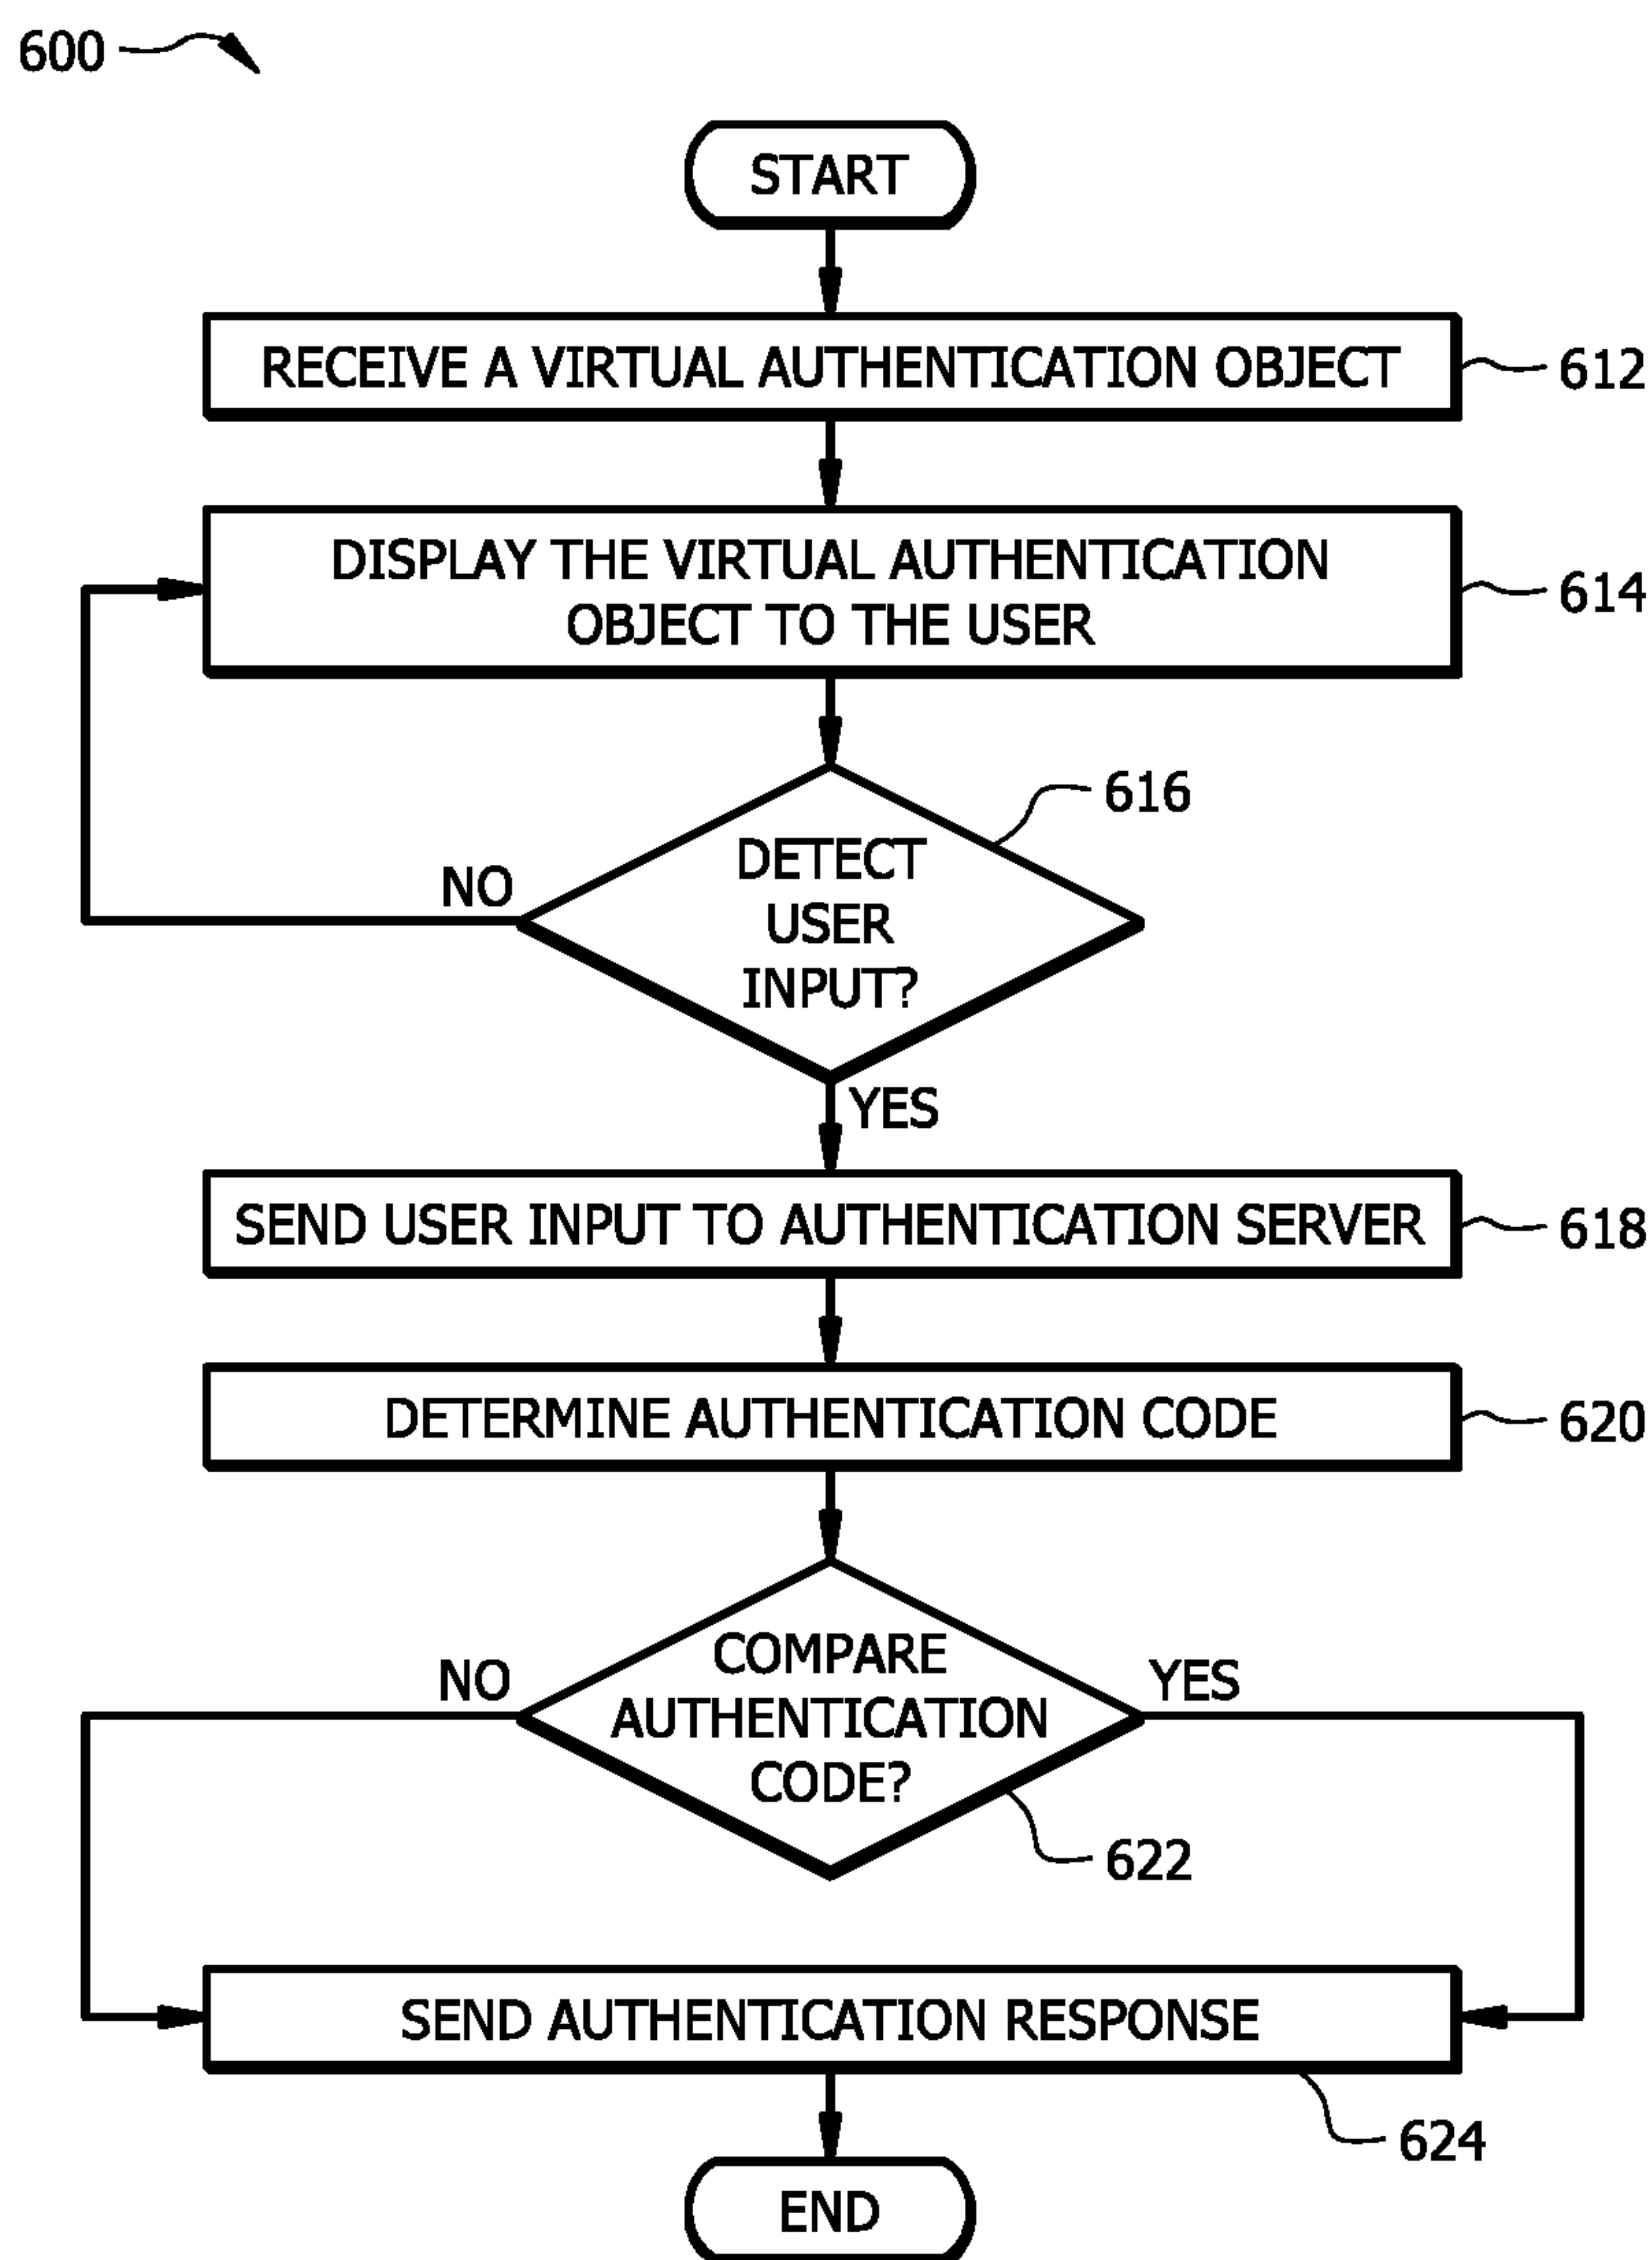 600
START
RECEIVE A VIRTUAL AUTHENTICATION OBJECT
612
DISPLAY THE VIRTUAL AUTHENTICATION
OBJECT TO THE USER
614
616
DETECT
USER
INPUT?
NO
YES
SEND USER INPUT TO AUTHENTICATION SERVER
618
DETERMINE AUTHENTICATION CODE
620
COMPARE
AUTHENTICATION
CODE?
NO
YES
622
SEND AUTHENTICATION RESPONSE
624
END